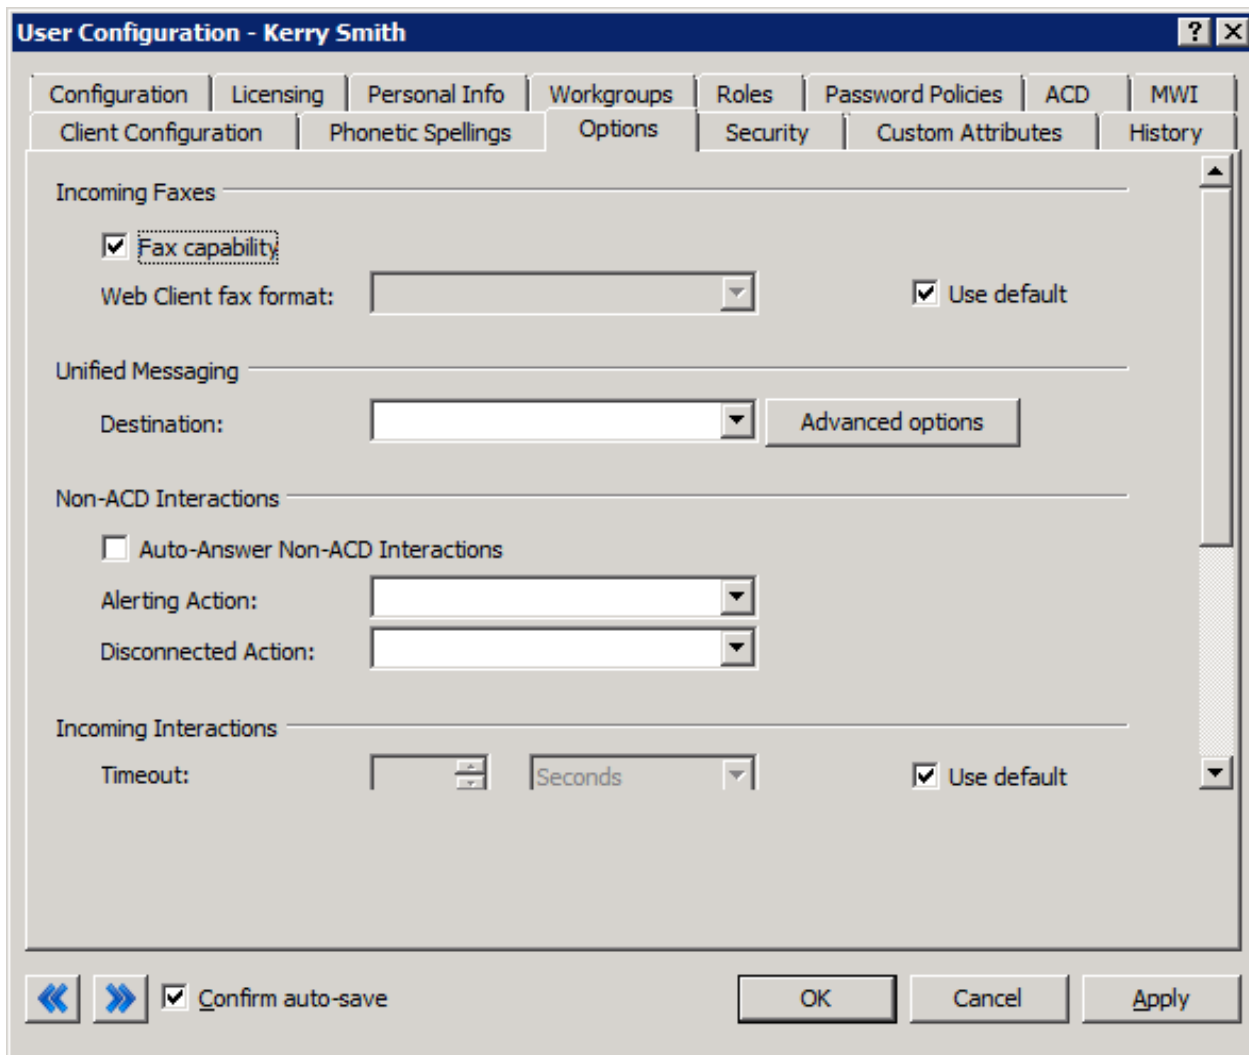 User Configuration - Kerry Smith
Configuration Licensing Personal Info Workgroups Roles Password Policies ACD MWI
Client Configuration Phonetic Spellings Options Security Custom Attributes History
Incoming Faxes
Fax capability
Web Client fax format: Use default
Unified Messaging
Destination: Advanced options
Non-ACD Interactions
Auto-Answer Non-ACD Interactions
Alerting Action:
Disconnected Action:
Incoming Interactions
Timeout: Seconds Use default
Confirm auto-save OK Cancel Apply